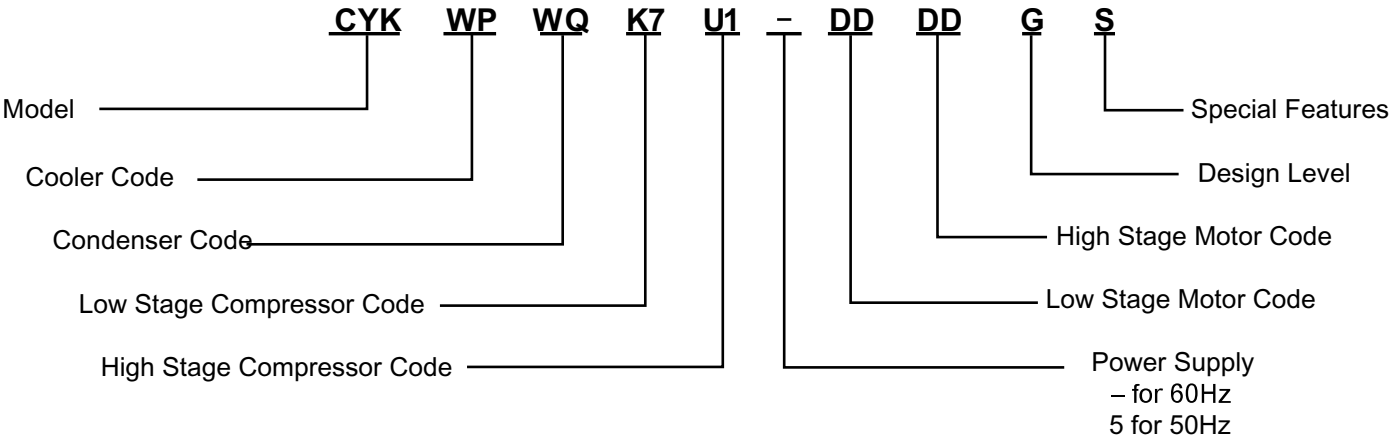 CYK WP WQ K7 U1 – DD DD G S
Model
Special Features
Cooler Code
Design Level
Condenser Code
High Stage Motor Code
Low Stage Compressor Code
Low Stage Motor Code
High Stage Compressor Code
Power Supply
– for 60Hz
5 for 50Hz